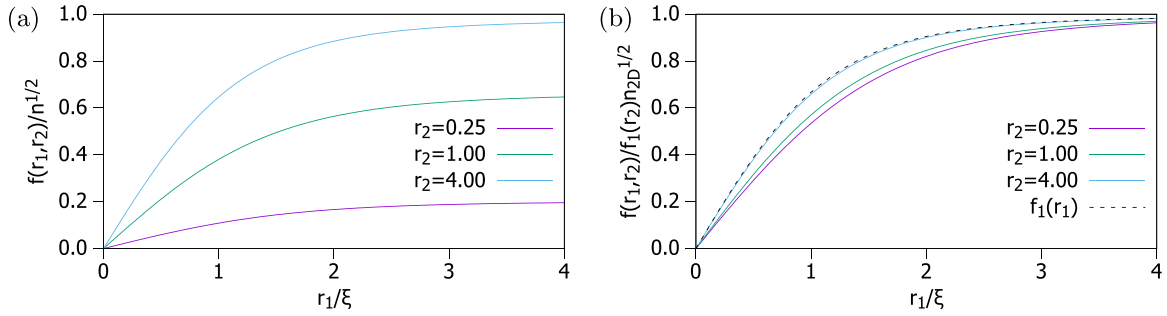 (a)
f(r₁,r₂)/n^1/2
1.0
0.8
0.6
0.4
0.2
0.0
r₂=0.25
r₂=1.00
r₂=4.00
0 1 2 3 4
r₁/ξ
(b)
f(r₁,r₂)/f₁(r₂)n₂D^1/2
1.0
0.8
0.6
0.4
0.2
0.0
r₂=0.25
r₂=1.00
r₂=4.00
f₁(r₁)
0 1 2 3 4
r₁/ξ